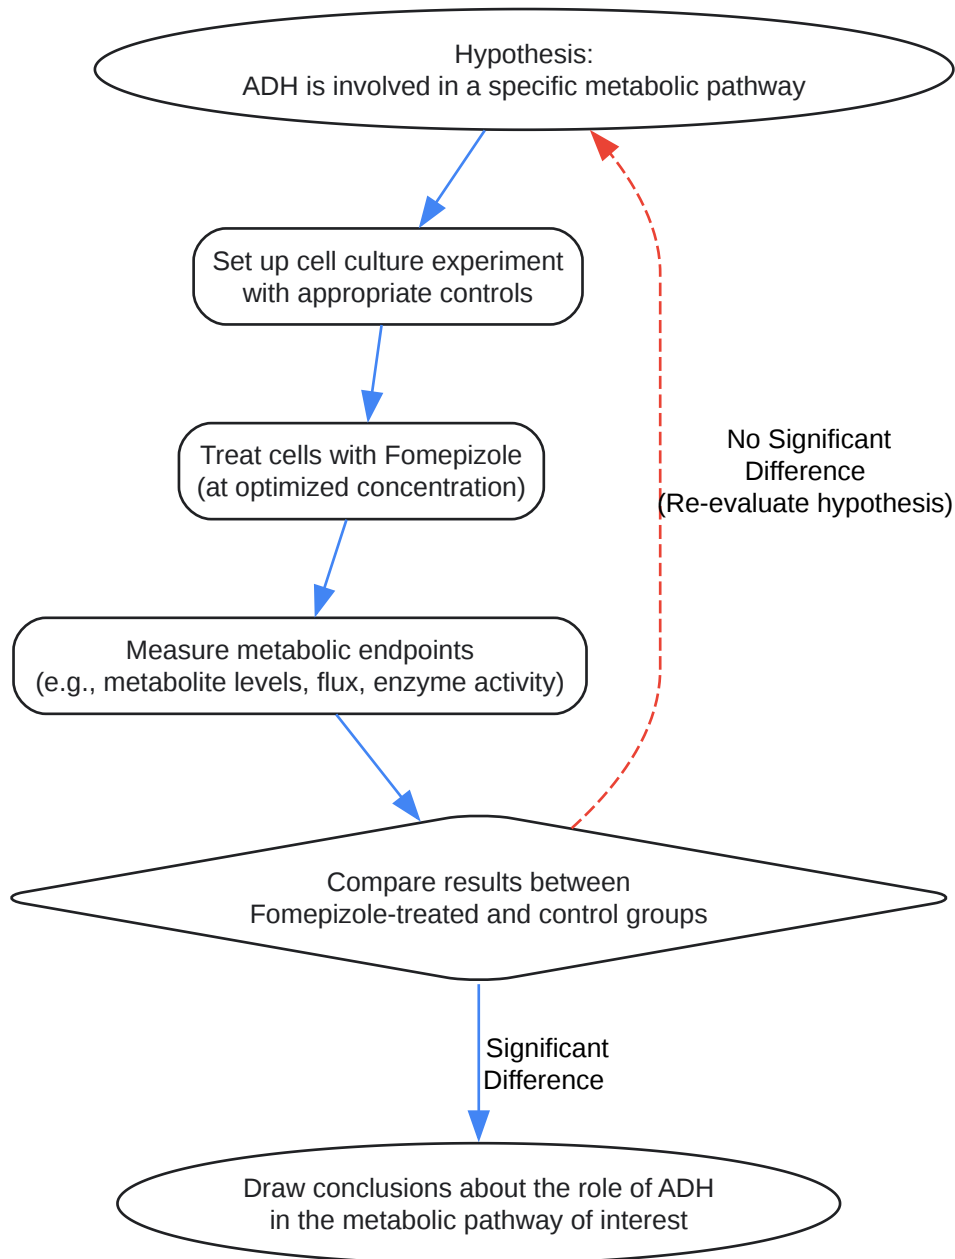 Hypothesis:
ADH is involved in a specific metabolic pathway
Set up cell culture experiment
with appropriate controls
Treat cells with Fomepizole
(at optimized concentration)
No Significant
Difference
(Re-evaluate hypothesis)
Measure metabolic endpoints
(e.g., metabolite levels, flux, enzyme activity)
Compare results between
Fomepizole-treated and control groups
Significant
Difference
Draw conclusions about the role of ADH
in the metabolic pathway of interest